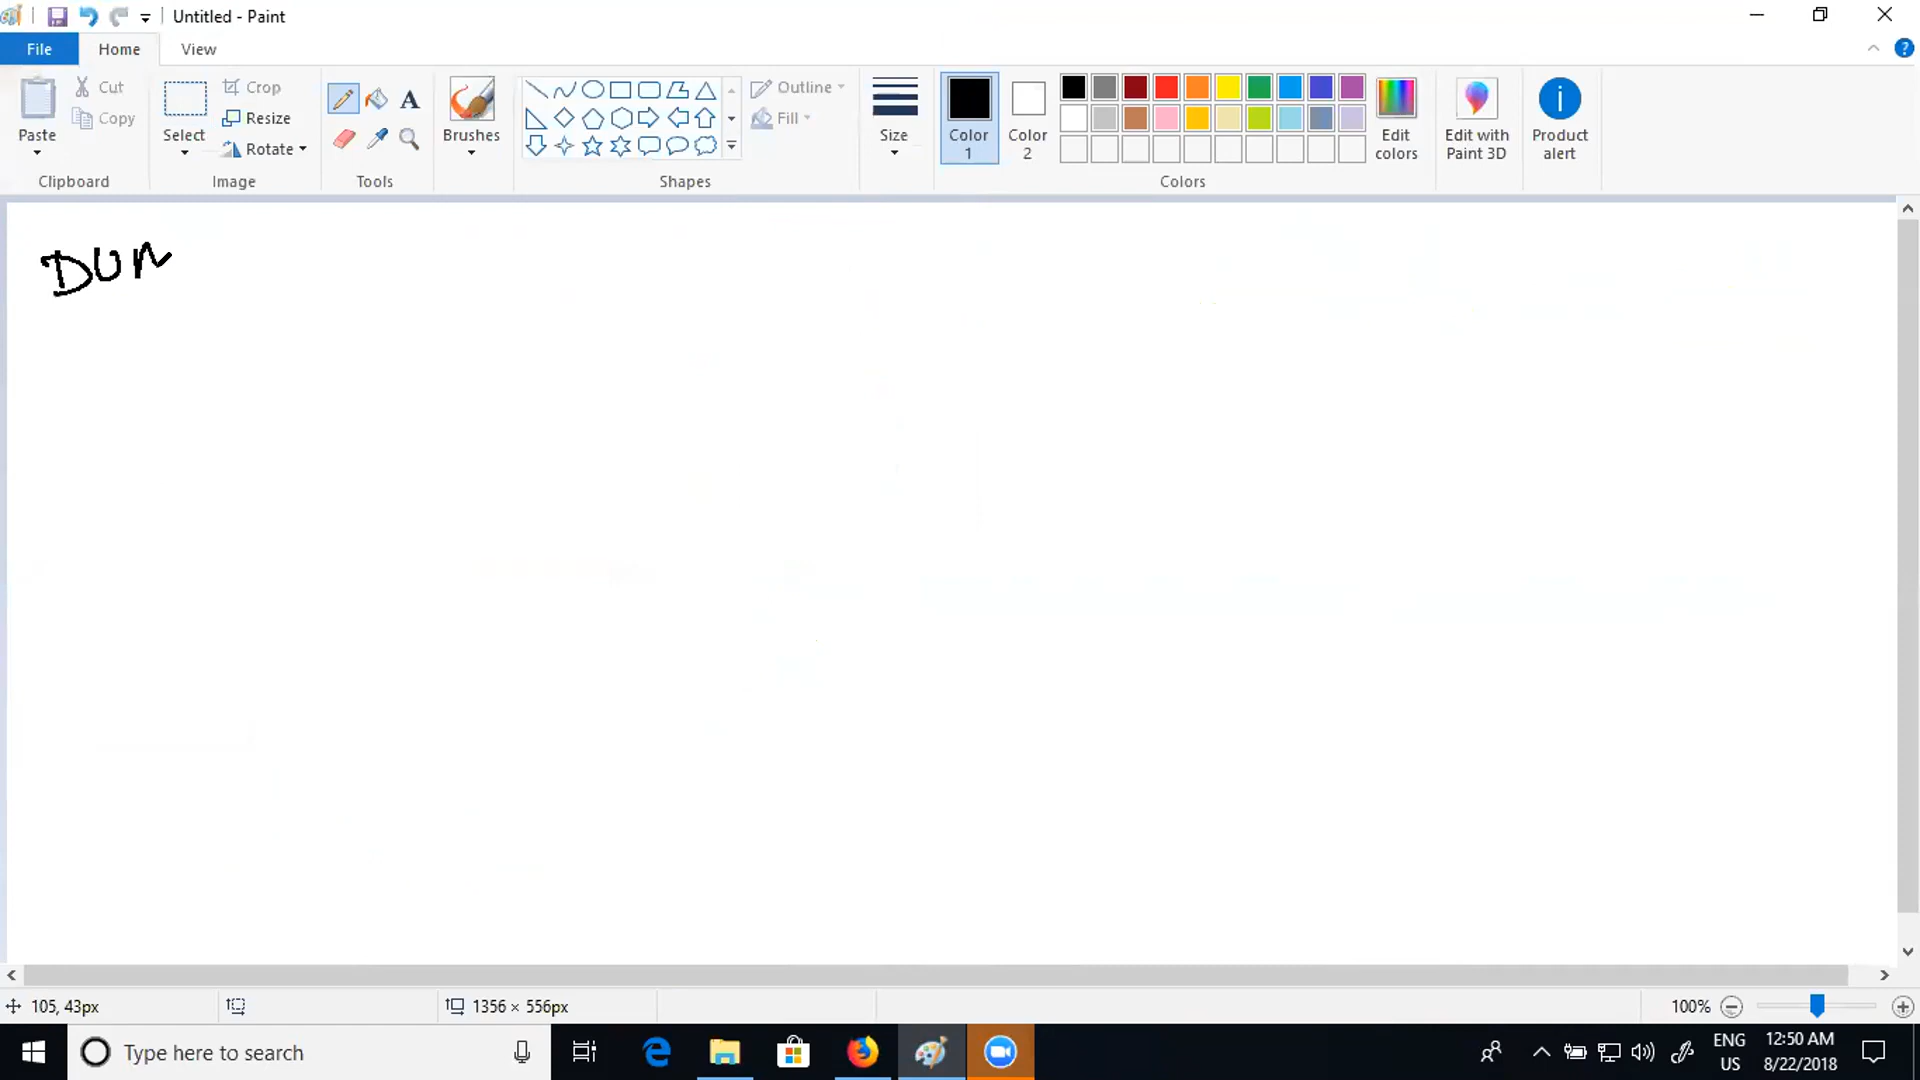 Untitled - Paint
File Home View
Paste Cut Copy Clipboard
Select Crop Resize Rotate Image
Tools
Brushes
Shapes
Outline Fill
Size
Color 1 Color 2 Edit colors Colors
Edit with Paint 3D
Product alert
DUM
105, 43px 1356 × 556px 100%
Type here to search ENG US 12:50 AM 8/22/2018